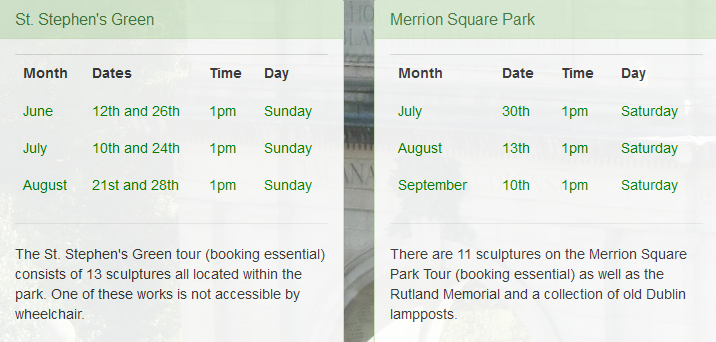 St. Stephen's Green
Month Dates Time Day
June 12th and 26th 1pm Sunday
July 10th and 24th 1pm Sunday
August 21st and 28th 1pm Sunday
The St. Stephen's Green tour (booking essential)
consists of 13 sculptures all located within the
park. One of these works is not accessible by
wheelchair.
Merrion Square Park
Month Date Time Day
July 30th 1pm Saturday
August 13th 1pm Saturday
September 10th 1pm Saturday
There are 11 sculptures on the Merrion Square
Park Tour (booking essential) as well as the
Rutland Memorial and a collection of old Dublin
lampposts.